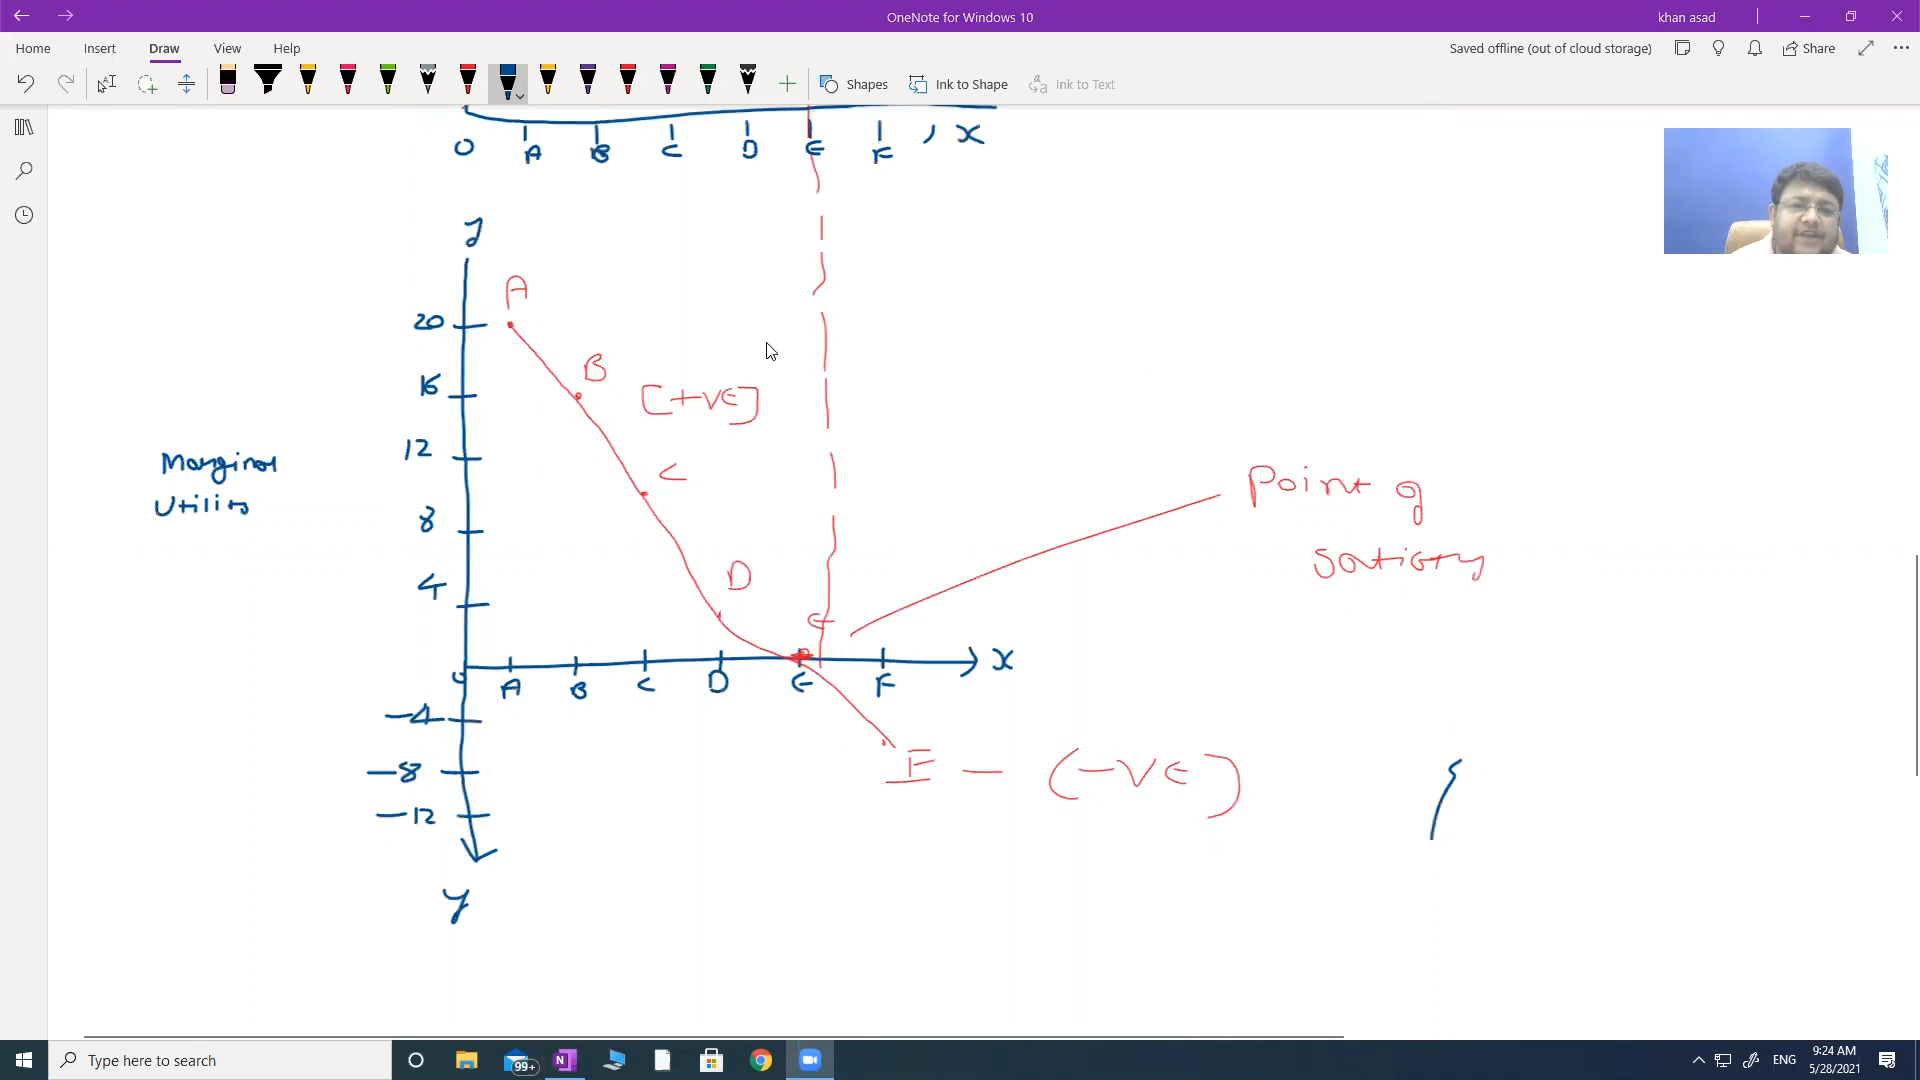 OneNote for Windows 10
khan asad
Home Insert Draw View Help
Saved offline (out of cloud storage)
Share
Shapes
Ink to Shape
Ink to Text
O A B C D E F , x
y
A
20
B
16
[+ve]
12
C
Marginal
Utility
8
Point of
satiety
D
4
E
O A B C D E F x
-4
F - (-ve)
-8
-12
y
Type here to search
99+
ENG
9:24 AM
5/28/2021